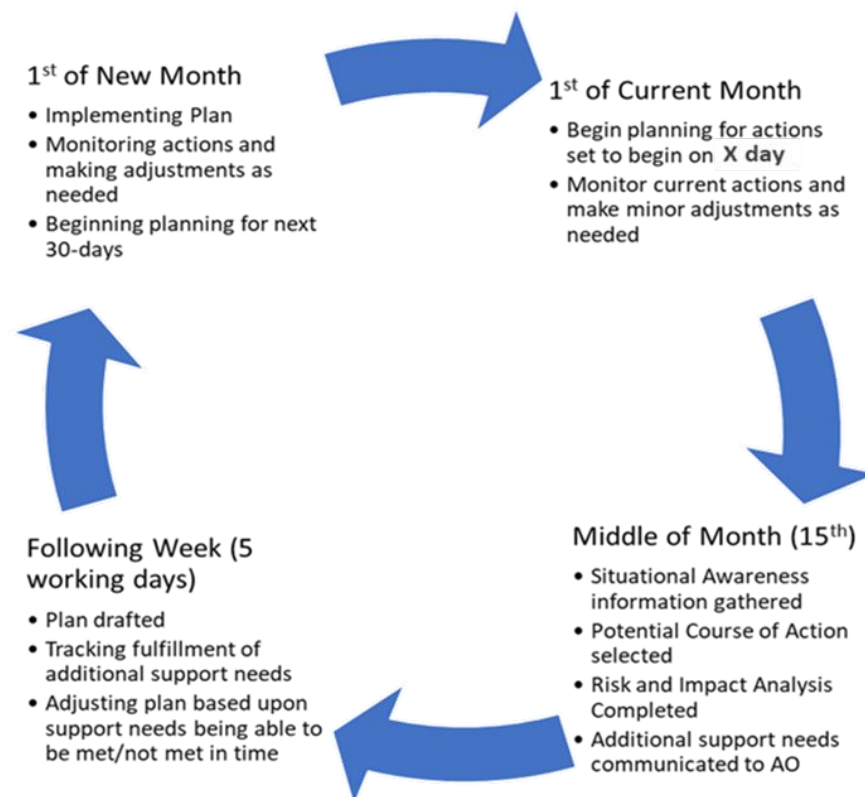 1st of New Month
• Implementing Plan
• Monitoring actions and
making adjustments as
needed
• Beginning planning for next
30-days
1st of Current Month
• Begin planning for actions
set to begin on X day
• Monitor current actions and
make minor adjustments as
needed
Middle of Month (15th)
• Situational Awareness
information gathered
• Potential Course of Action
selected
• Risk and Impact Analysis
Completed
• Additional support needs
communicated to AO
Following Week (5
working days)
• Plan drafted
• Tracking fulfillment of
additional support needs
• Adjusting plan based upon
support needs being able to
be met/not met in time